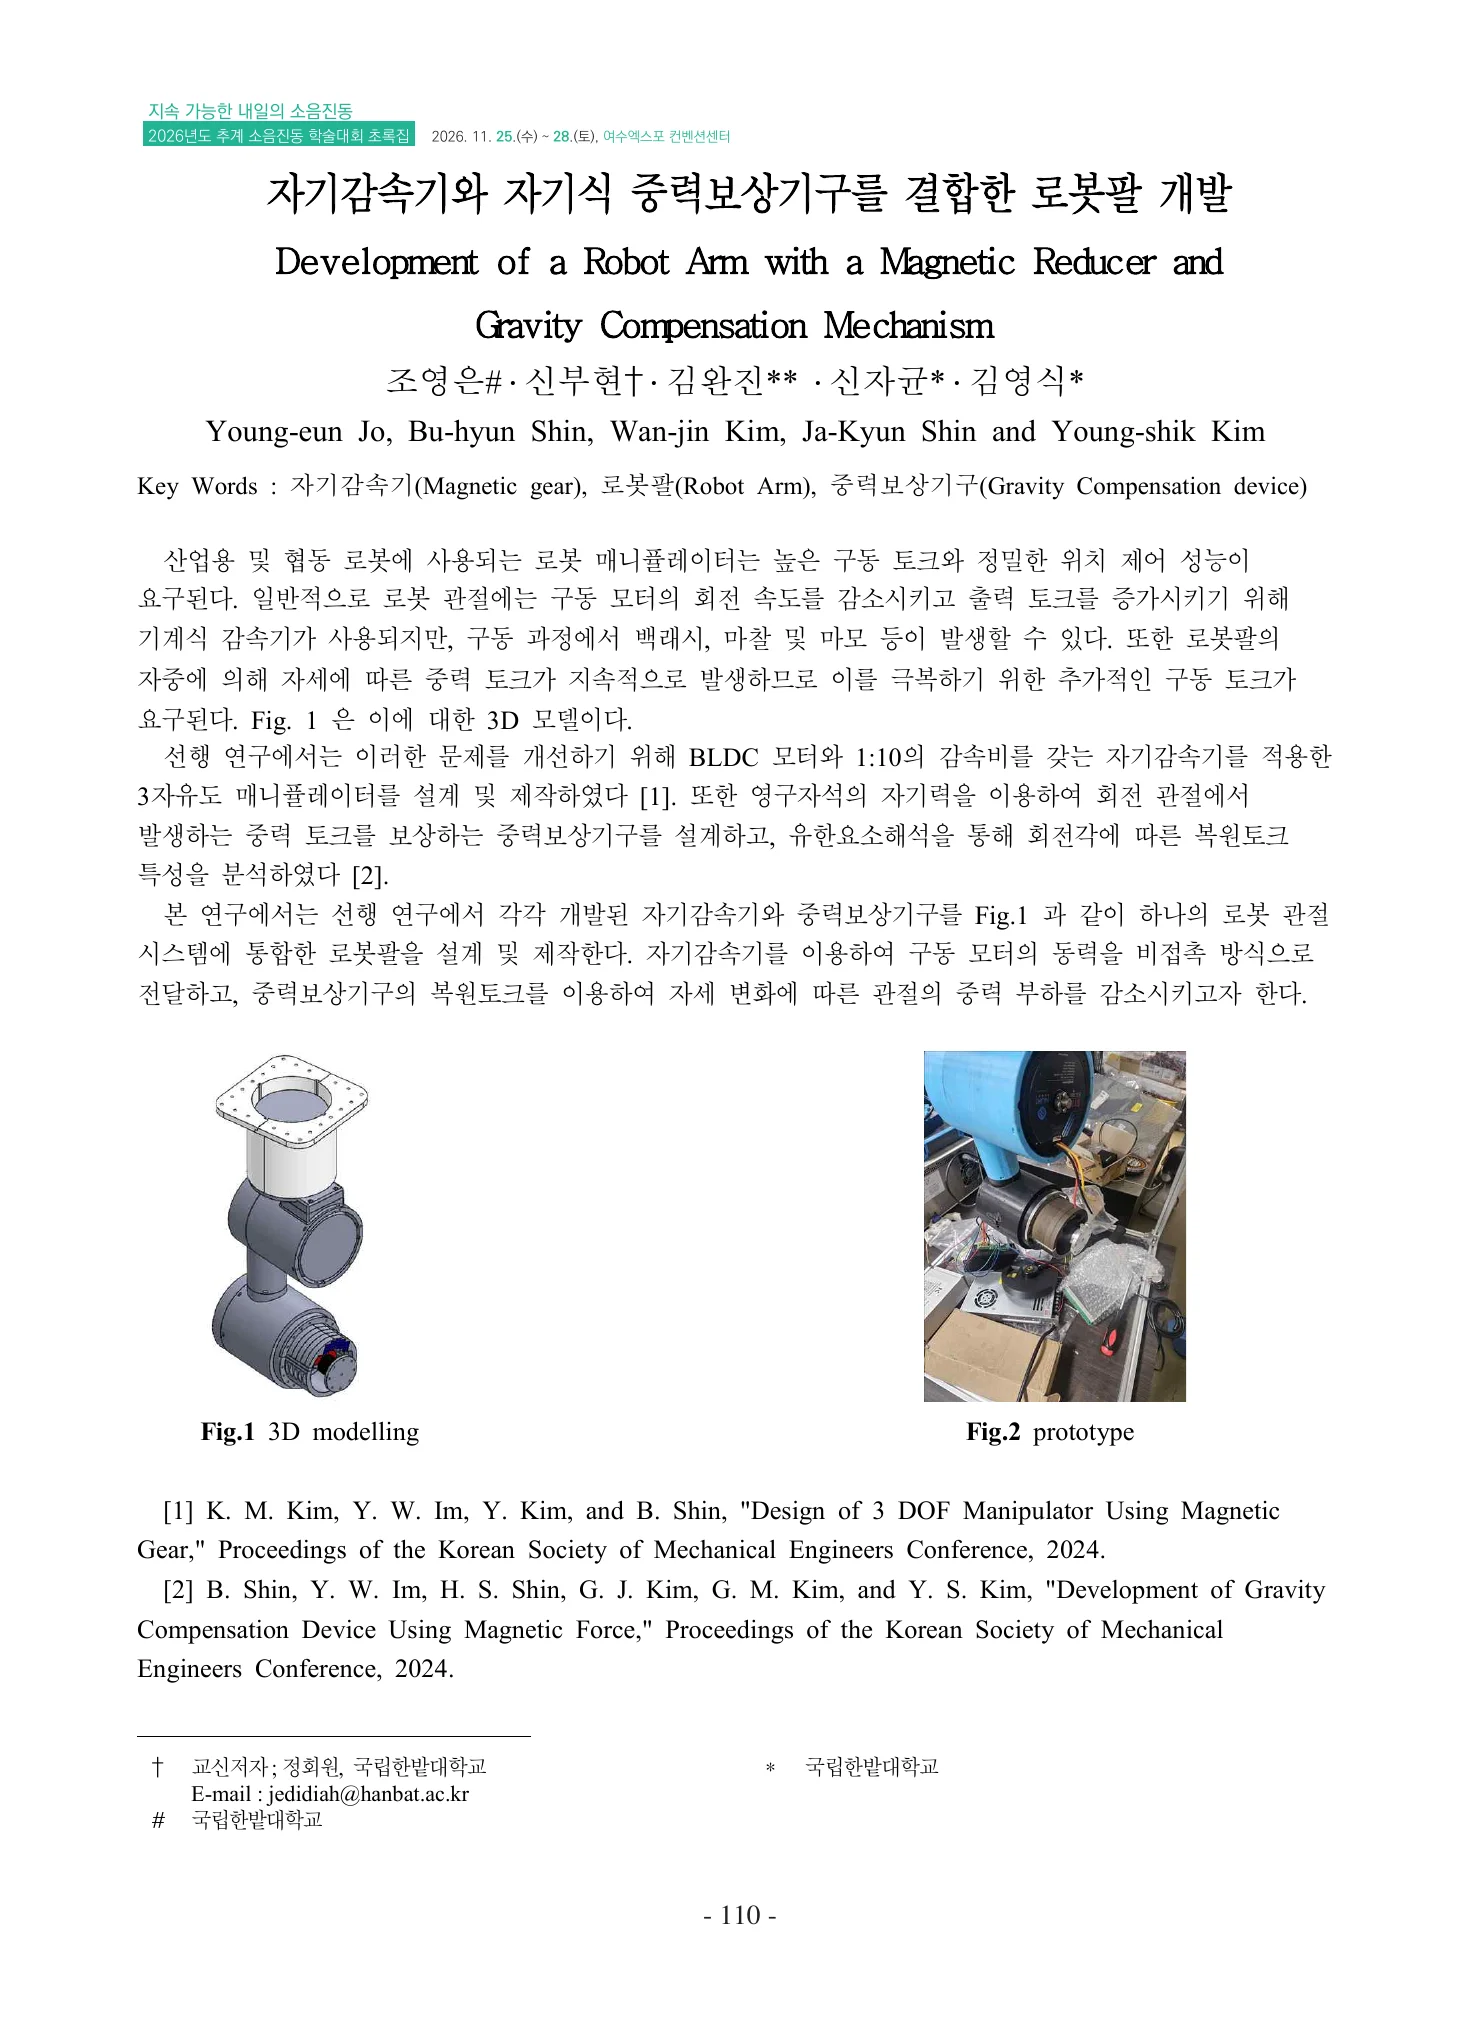 지속 가능한 내일의 소음진동
2026년도 추계 소음진동 학술대회 초록집 2026. 11. 25.(수) ~ 28.(토), 여수엑스포 컨벤션센터
자기감속기와 자기식 중력보상기구를 결합한 로봇팔 개발
Development of a Robot Arm with a Magnetic Reducer and
Gravity Compensation Mechanism
조영은#·신부현†·김완진** ·신자균*·김영식*
Young-eun Jo, Bu-hyun Shin, Wan-jin Kim, Ja-Kyun Shin and Young-shik Kim
Key Words : 자기감속기(Magnetic gear), 로봇팔(Robot Arm), 중력보상기구(Gravity Compensation device)
산업용 및 협동 로봇에 사용되는 로봇 매니퓰레이터는 높은 구동 토크와 정밀한 위치 제어 성능이
요구된다. 일반적으로 로봇 관절에는 구동 모터의 회전 속도를 감소시키고 출력 토크를 증가시키기 위해
기계식 감속기가 사용되지만, 구동 과정에서 백래시, 마찰 및 마모 등이 발생할 수 있다. 또한 로봇팔의
자중에 의해 자세에 따른 중력 토크가 지속적으로 발생하므로 이를 극복하기 위한 추가적인 구동 토크가
요구된다. Fig. 1 은 이에 대한 3D 모델이다.
선행 연구에서는 이러한 문제를 개선하기 위해 BLDC 모터와 1:10의 감속비를 갖는 자기감속기를 적용한
3자유도 매니퓰레이터를 설계 및 제작하였다 [1]. 또한 영구자석의 자기력을 이용하여 회전 관절에서
발생하는 중력 토크를 보상하는 중력보상기구를 설계하고, 유한요소해석을 통해 회전각에 따른 복원토크
특성을 분석하였다 [2].
본 연구에서는 선행 연구에서 각각 개발된 자기감속기와 중력보상기구를 Fig.1 과 같이 하나의 로봇 관절
시스템에 통합한 로봇팔을 설계 및 제작한다. 자기감속기를 이용하여 구동 모터의 동력을 비접촉 방식으로
전달하고, 중력보상기구의 복원토크를 이용하여 자세 변화에 따른 관절의 중력 부하를 감소시키고자 한다.
Fig.1 3D modelling
Fig.2 prototype
[1] K. M. Kim, Y. W. Im, Y. Kim, and B. Shin, "Design of 3 DOF Manipulator Using Magnetic
Gear," Proceedings of the Korean Society of Mechanical Engineers Conference, 2024.
[2] B. Shin, Y. W. Im, H. S. Shin, G. J. Kim, G. M. Kim, and Y. S. Kim, "Development of Gravity
Compensation Device Using Magnetic Force," Proceedings of the Korean Society of Mechanical
Engineers Conference, 2024.
† 교신저자; 정회원, 국립한밭대학교
E-mail : jedidiah@hanbat.ac.kr
# 국립한밭대학교
* 국립한밭대학교
- 110 -